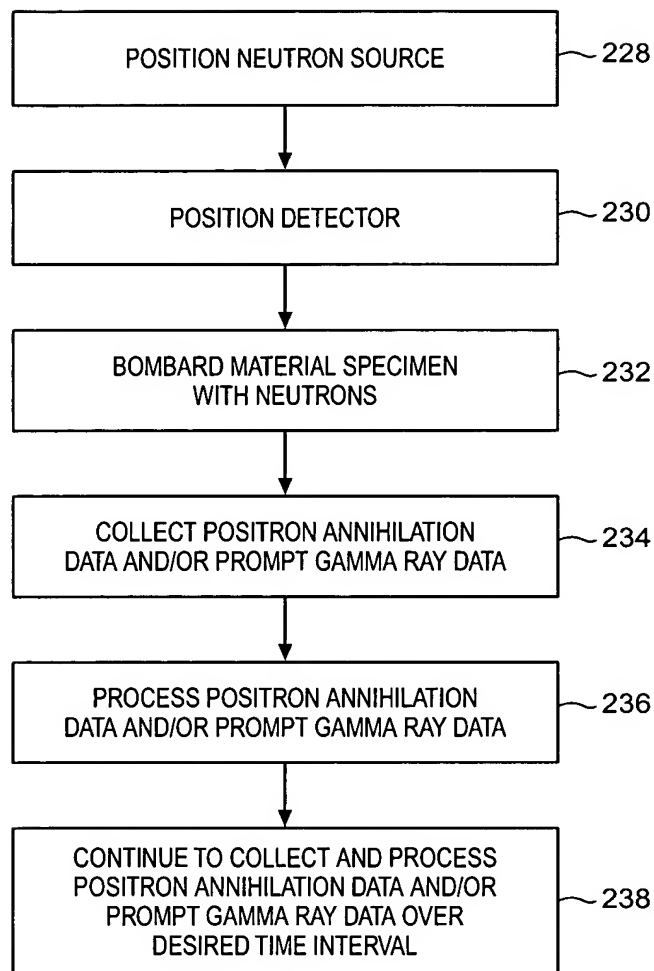 POSITION NEUTRON SOURCE
228
POSITION DETECTOR
230
BOMBARD MATERIAL SPECIMEN
WITH NEUTRONS
232
COLLECT POSITRON ANNIHILATION
DATA AND/OR PROMPT GAMMA RAY DATA
234
PROCESS POSITRON ANNIHILATION
DATA AND/OR PROMPT GAMMA RAY DATA
236
CONTINUE TO COLLECT AND PROCESS
POSITRON ANNIHILATION DATA AND/OR
PROMPT GAMMA RAY DATA OVER
DESIRED TIME INTERVAL
238